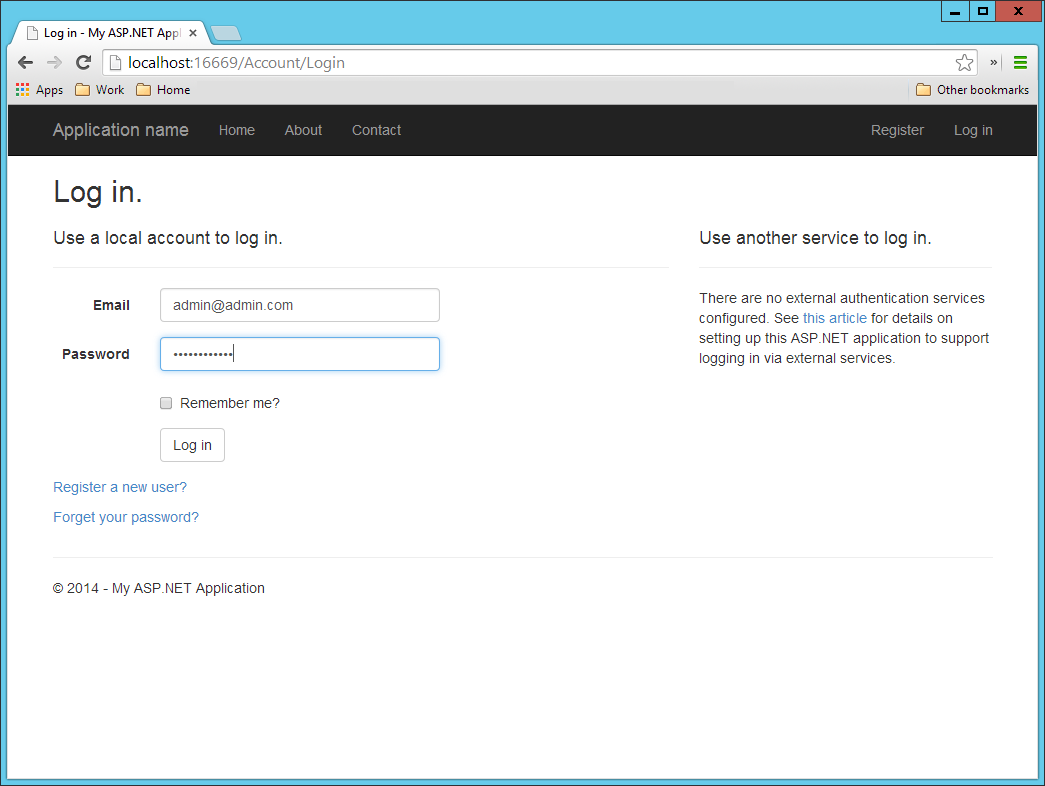 Log in - My ASP.NET Appl
localhost:16669/Account/Login
Apps Work Home Other bookmarks
Application name Home About Contact Register Log in
Log in.
Use a local account to log in.
Email admin@admin.com
Password ••••••••••••
Remember me?
Log in
Register a new user?
Forget your password?
Use another service to log in.
There are no external authentication services
configured. See this article for details on
setting up this ASP.NET application to support
logging in via external services.
© 2014 - My ASP.NET Application